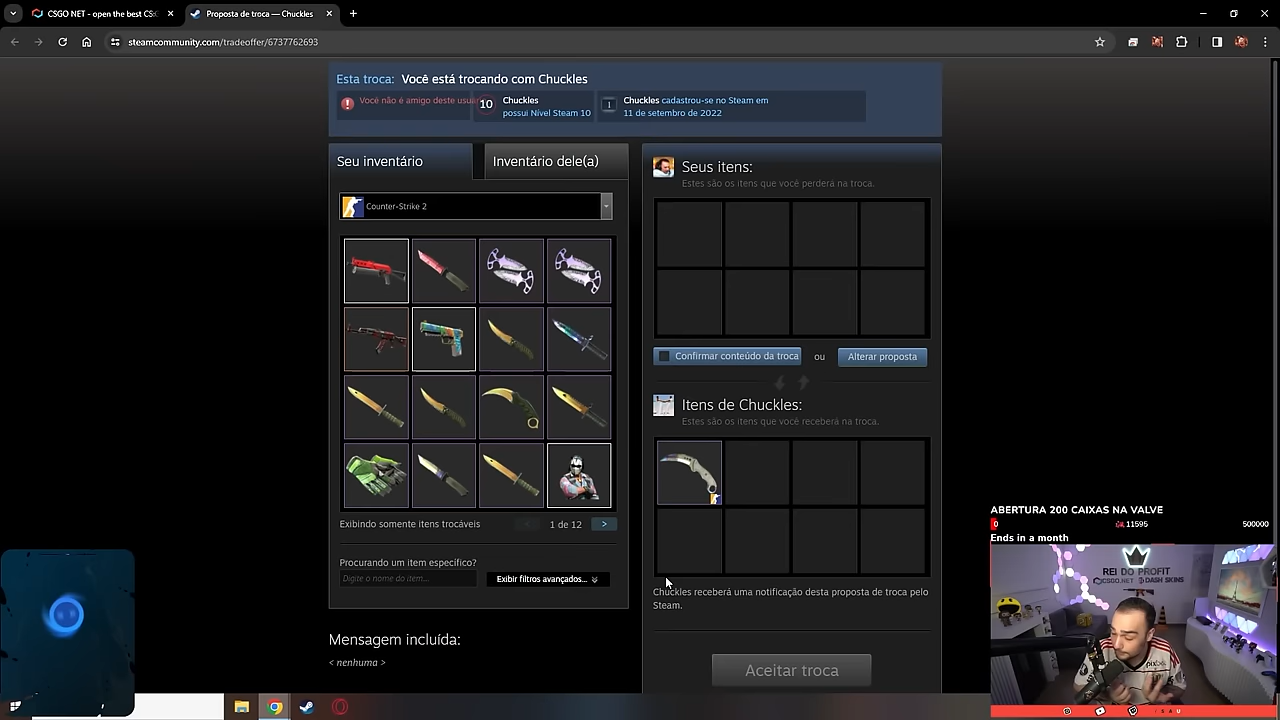 CSGO NET - open the best CS:
Proposta de troca — Chuckles
steamcommunity.com/tradeoffer/6737762693
Esta troca: Você está trocando com Chuckles
Você não é amigo deste usuá
10
Chuckles
possui Nível Steam 10
1
Chuckles cadastrou-se no Steam em
11 de setembro de 2022
Seu inventário
Inventário dele(a)
Counter-Strike 2
Exibindo somente itens trocáveis
< 1 de 12 >
Procurando um item específico?
Digite o nome do item...
Exibir filtros avançados...
Mensagem incluída:
< nenhuma >
Seus itens:
Estes são os itens que você perderá na troca.
Confirmar conteúdo da troca
ou
Alterar proposta
Itens de Chuckles:
Estes são os itens que você receberá na troca.
Chuckles receberá uma notificação desta proposta de troca pelo
Steam.
Aceitar troca
ABERTURA 200 CAIXAS NA VALVE
0 11595 500000
Ends in a month
REI DO PROFIT
CSGO.NET DASH SKINS